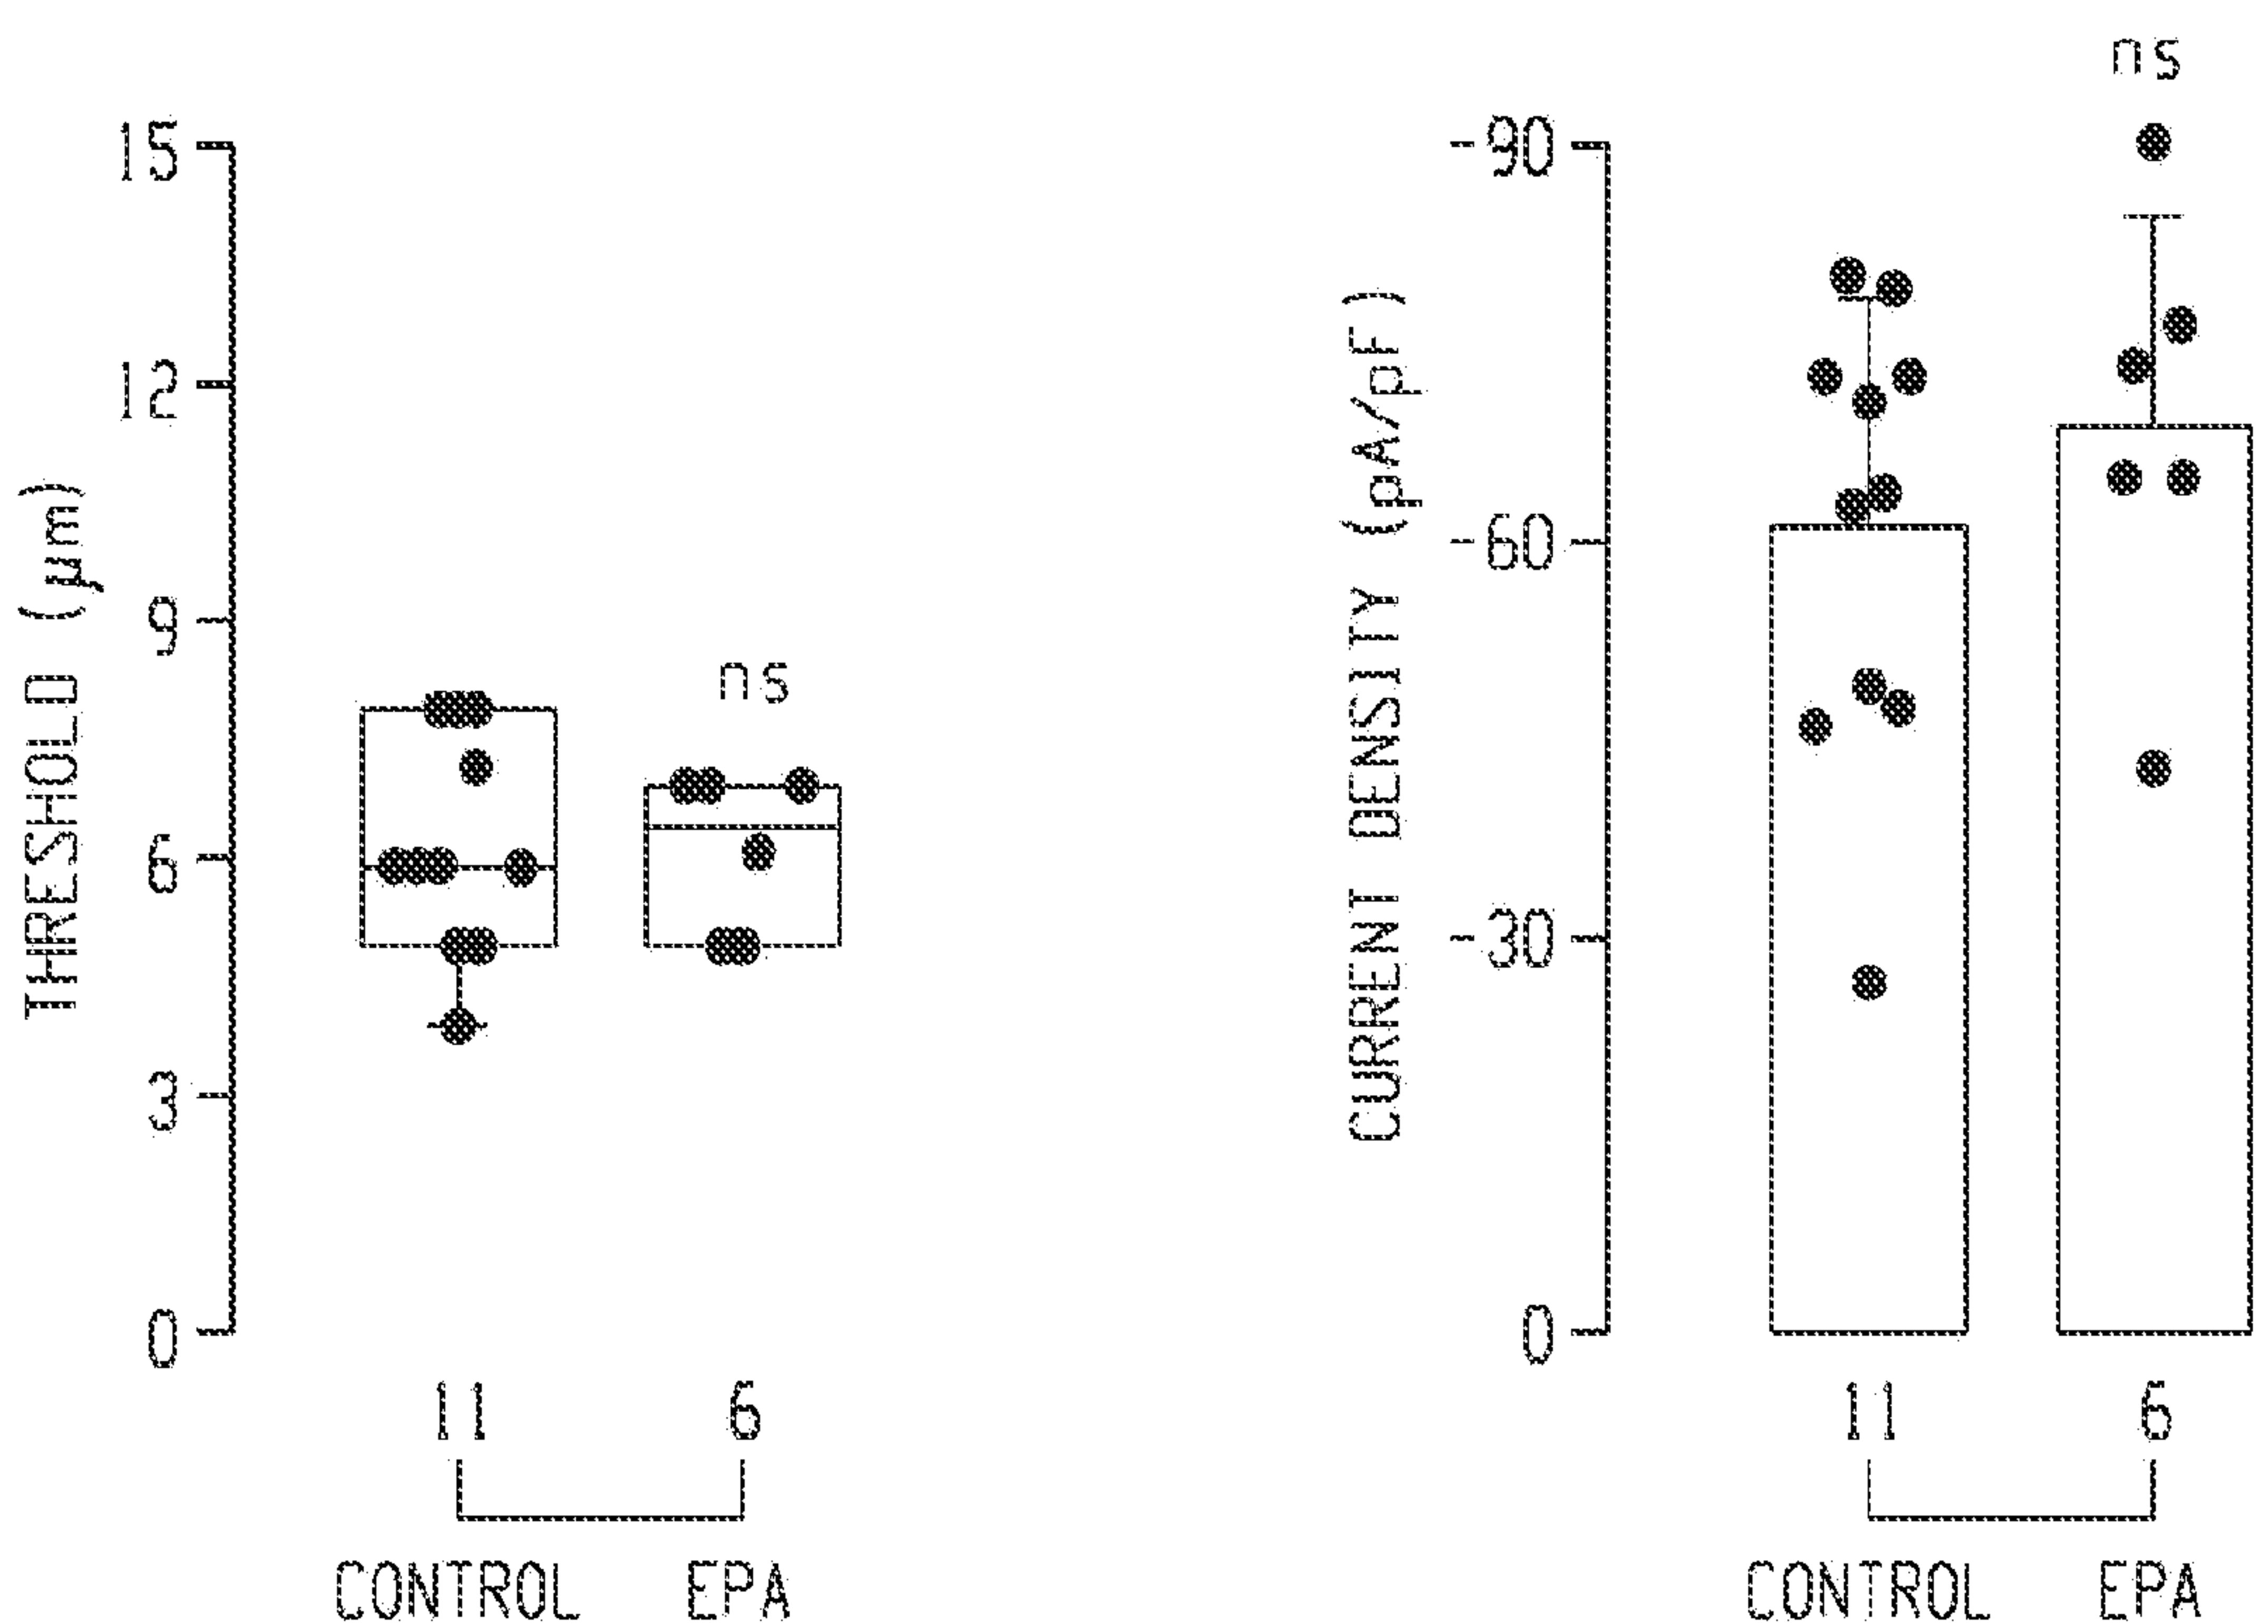 THRESHOLD (µm)
15
12
9
6
3
0
ns
11 6
CONTROL EPA
CURRENT DENSITY (pA/pF)
-90
-60
-30
0
ns
11 6
CONTROL EPA